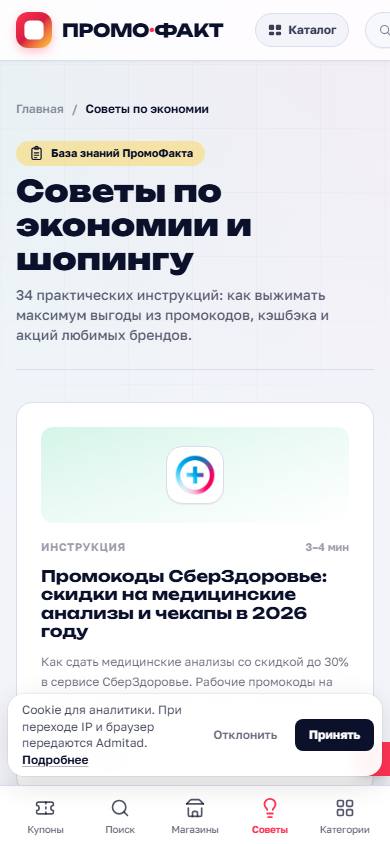 ПРОМО·ФАКТ
Каталог
Главная / Советы по экономии
База знаний ПромоФакта
Советы по
экономии и
шопингу
34 практических инструкций: как выжимать
максимум выгоды из промокодов, кэшбэка и
акций любимых брендов.
ИНСТРУКЦИЯ
3–4 мин
Промокоды СберЗдоровье:
скидки на медицинские
анализы и чекапы в 2026
году
Как сдать медицинские анализы со скидкой до 30%
в сервисе СберЗдоровье. Рабочие промокоды на
Cookie для аналитики. При
переходе IP и браузер
передаются Admitad.
Подробнее
Отклонить
Принять
Купоны
Поиск
Магазины
Советы
Категории